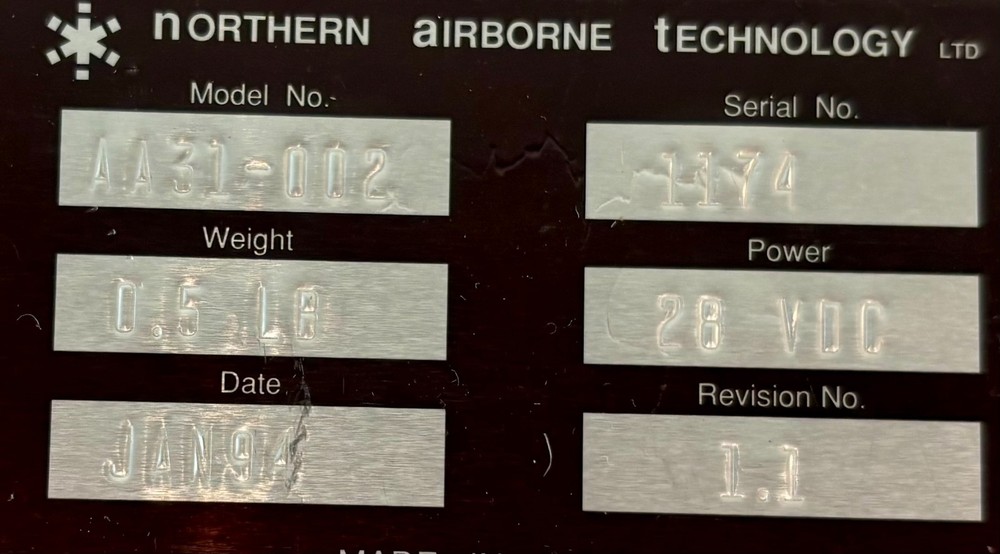 nORTHERN aIRBORNE tECHNOLOGY LTD
Model No.
Serial No.
AA31-002
1174
Weight
Power
0.5 LB
28 VDC
Date
Revision No.
JAN94
1.1